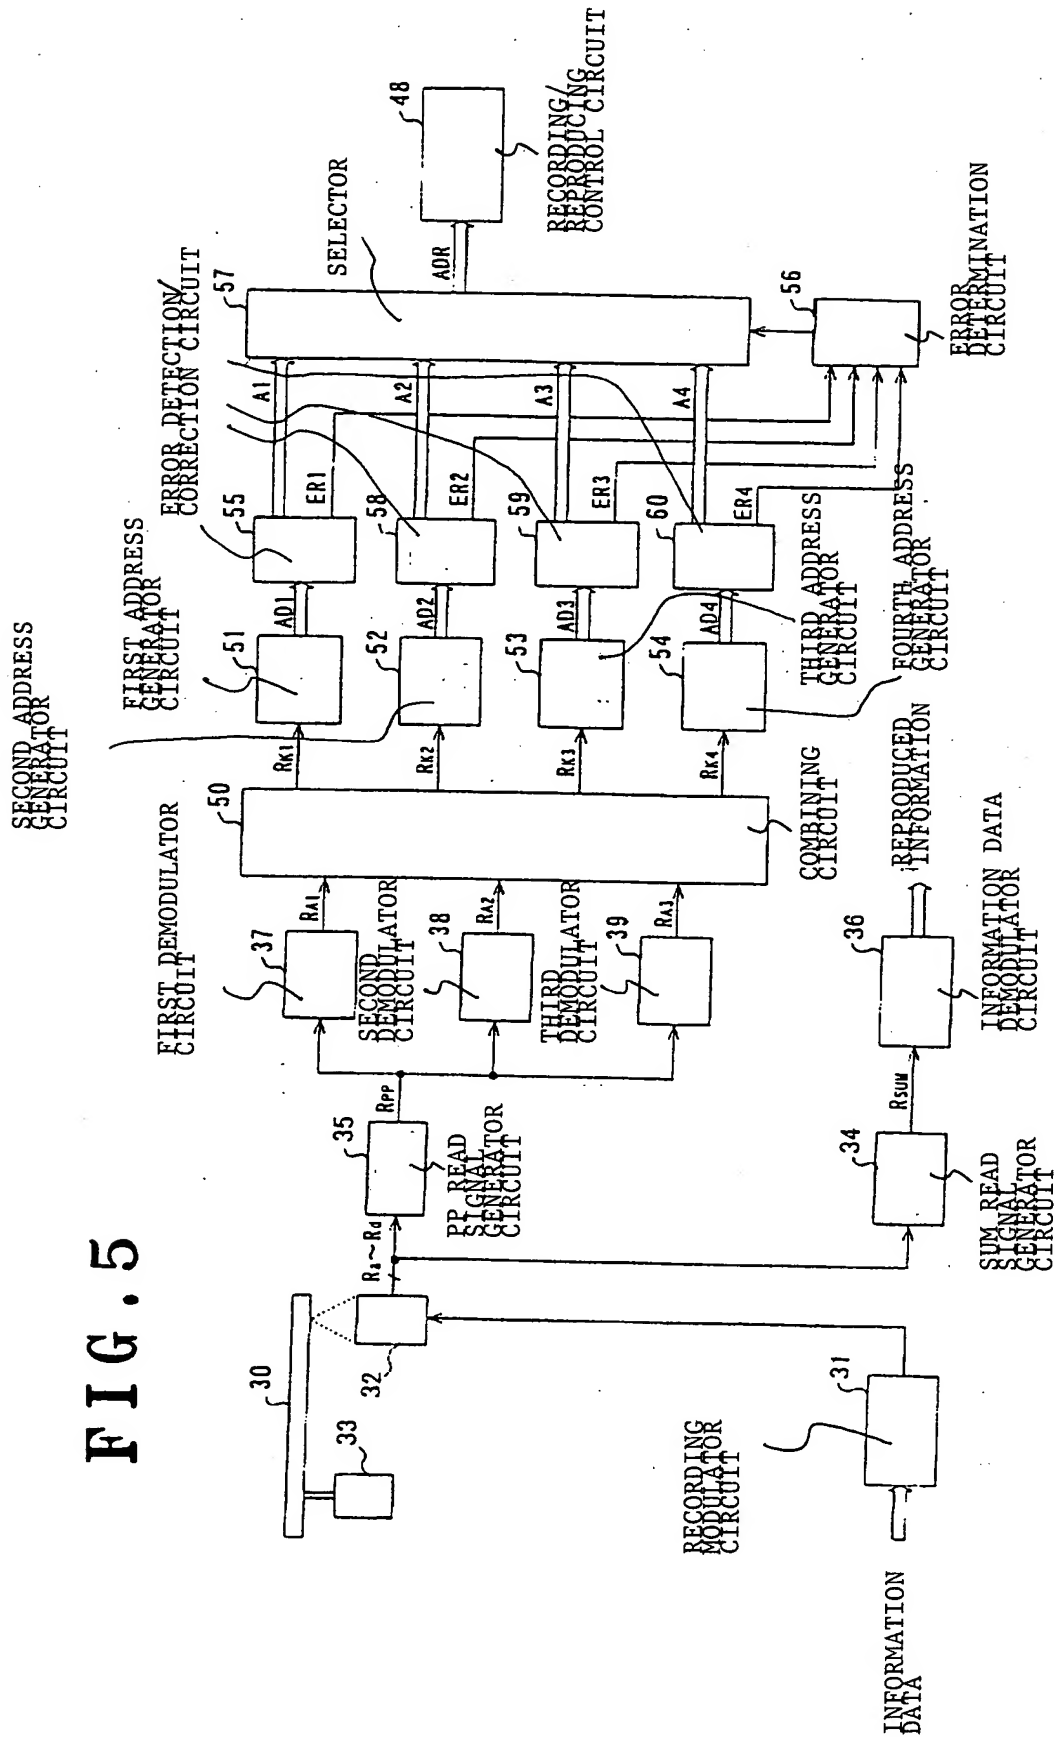 FIG.5
SECOND ADDRESS
GENERATOR
CIRCUIT
FIRST ADDRESS
GENERATOR
CIRCUIT
ERROR DETECTION/
CORRECTION CIRCUIT
SELECTOR
RECORDING/
REPRODUCING
CONTROL CIRCUIT
FIRST DEMODULATOR
CIRCUIT
SECOND
DEMODULATOR
CIRCUIT
THIRD
DEMODULATOR
CIRCUIT
PP READ
SIGNAL
GENERATOR
CIRCUIT
COMBINING
CIRCUIT
THIRD ADDRESS
GENERATOR
CIRCUIT
FOURTH ADDRESS
GENERATOR
CIRCUIT
ERROR
DETERMINATION
CIRCUIT
RECORDING
MODULATOR
CIRCUIT
INFORMATION
DATA
SUM READ
SIGNAL
GENERATOR
CIRCUIT
INFORMATION DATA
DEMODULATOR
CIRCUIT
REPRODUCED
INFORMATION
30
33
32
31
Ra~Rd
35
RPP
34
RSUM
36
37
RA1
38
RA2
39
RA3
50
RK1
RK2
RK3
RK4
51
AD1
52
AD2
53
AD3
54
AD4
55
A1
ER1
58
A2
ER2
59
A3
ER3
60
A4
ER4
57
ADR
48
56